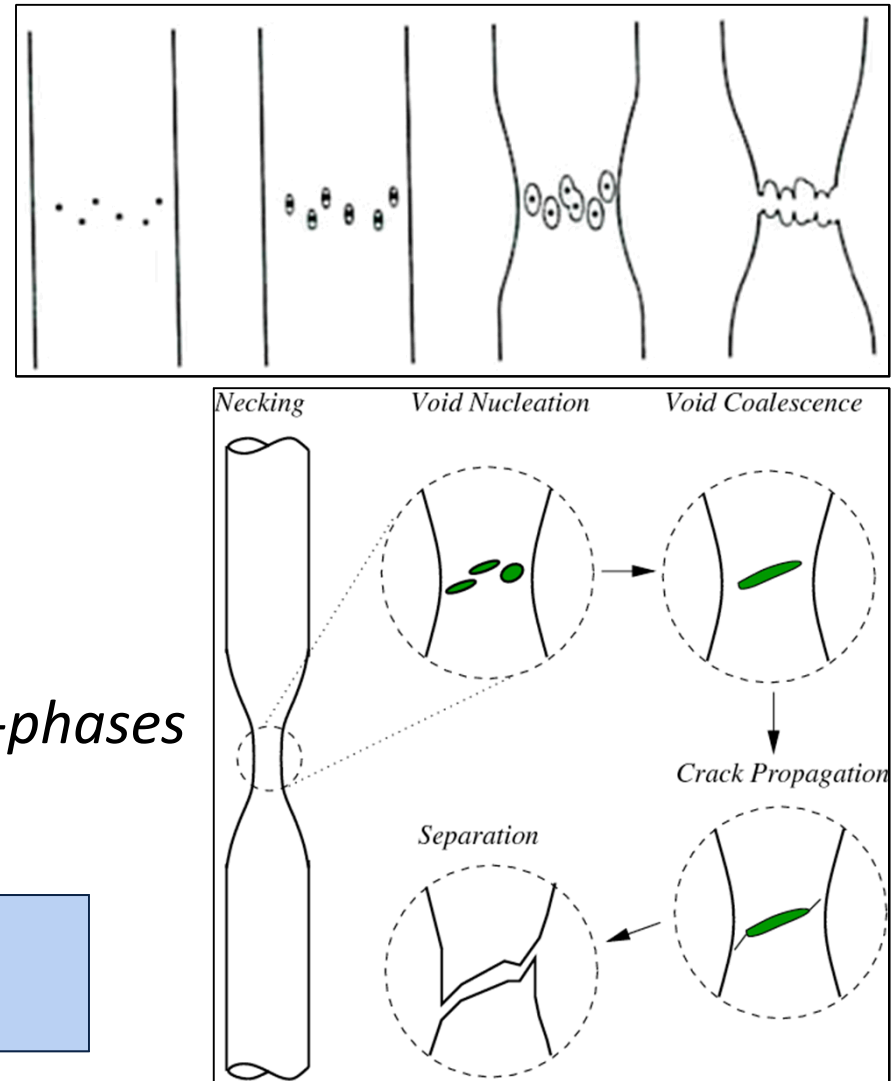 Necking Void Nucleation Void Coalescence
-phases
Crack Propagation
Separation